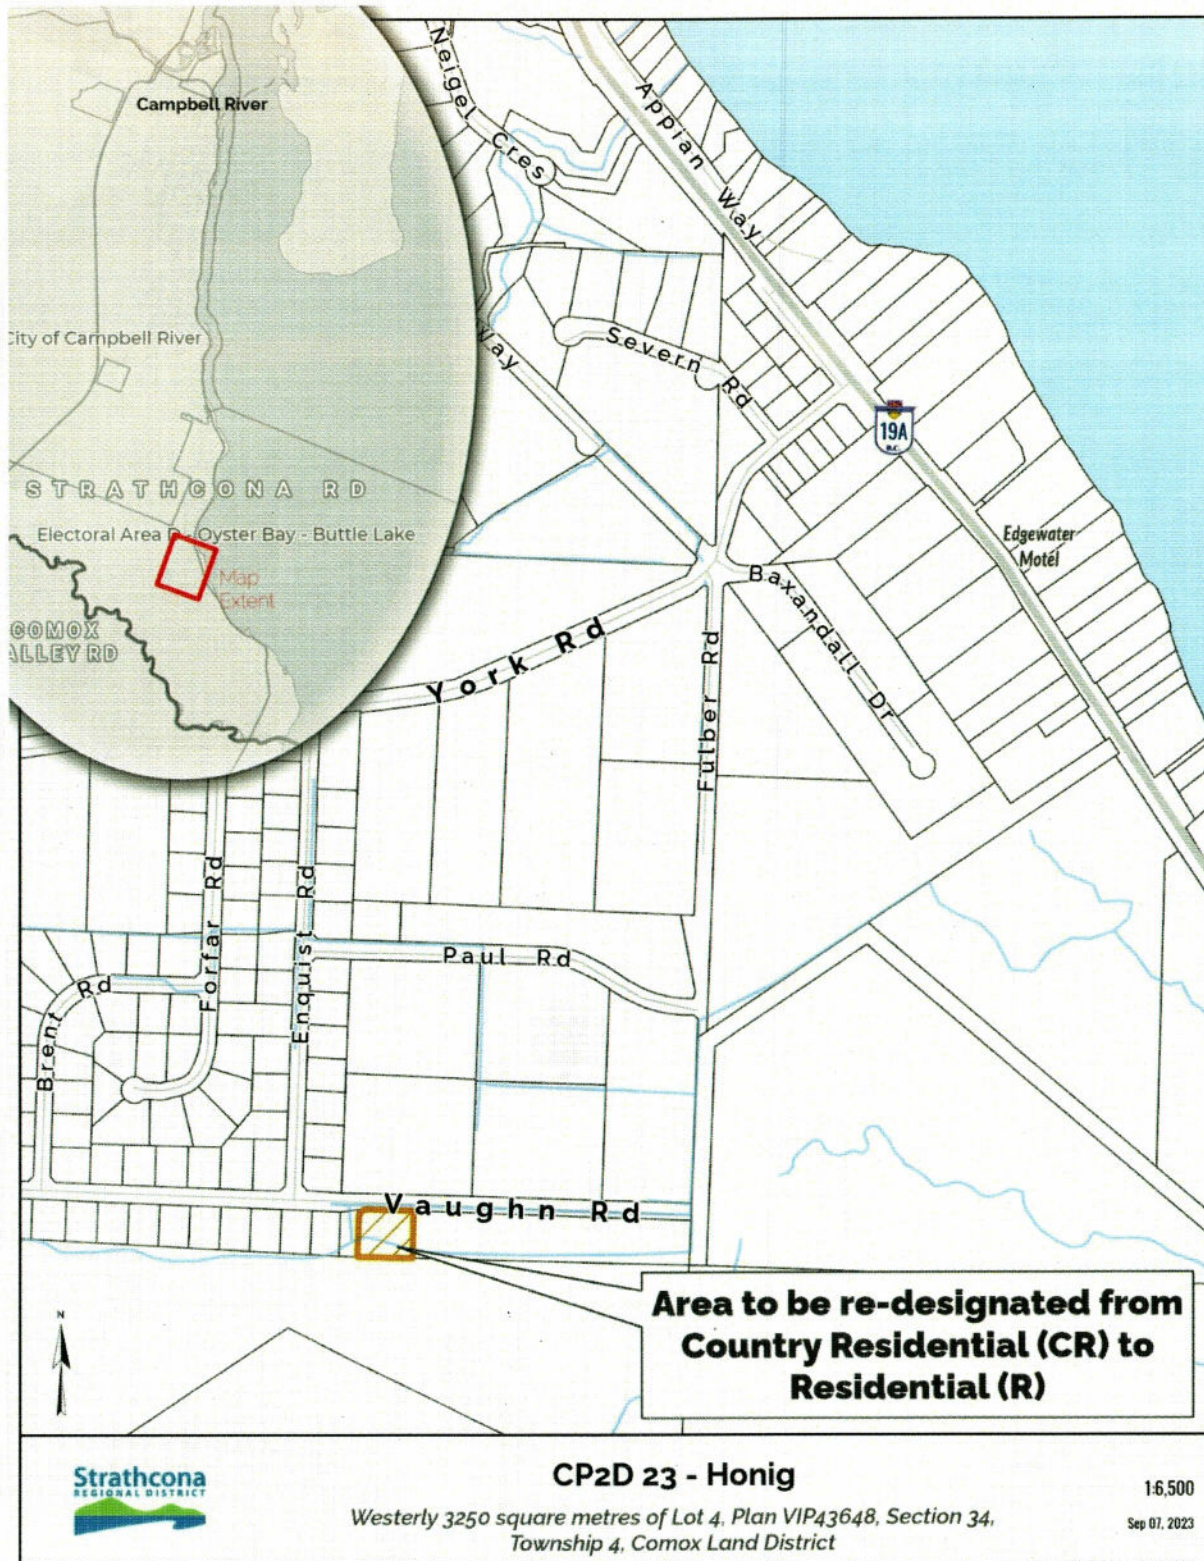 Campbell River
City of Campbell River
STRATHCONA RD
Electoral Area D - Oyster Bay - Buttle Lake
Map
Extent
COMOX
VALLEY RD
Neigel Cres
Appian Way
Way
Severn Rd
19A
B.C.
Edgewater
Motel
Baxandall Dr
York Rd
Fulber Rd
Forfar Rd
Enquist Rd
Paul Rd
Brent Rd
Vaughn Rd
N
Area to be re-designated from
Country Residential (CR) to
Residential (R)
Strathcona
REGIONAL DISTRICT
CP2D 23 - Honig
Westerly 3250 square metres of Lot 4, Plan VIP43648, Section 34,
Township 4, Comox Land District
1:6,500
Sep 07, 2023